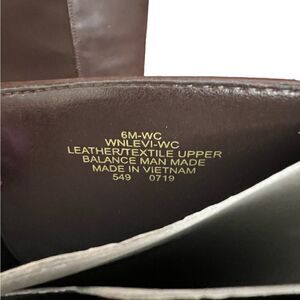 6M-WC
WNLEVI-WC
LEATHER/TEXTILE UPPER
BALANCE MAN MADE
MADE IN VIETNAM
549 0719